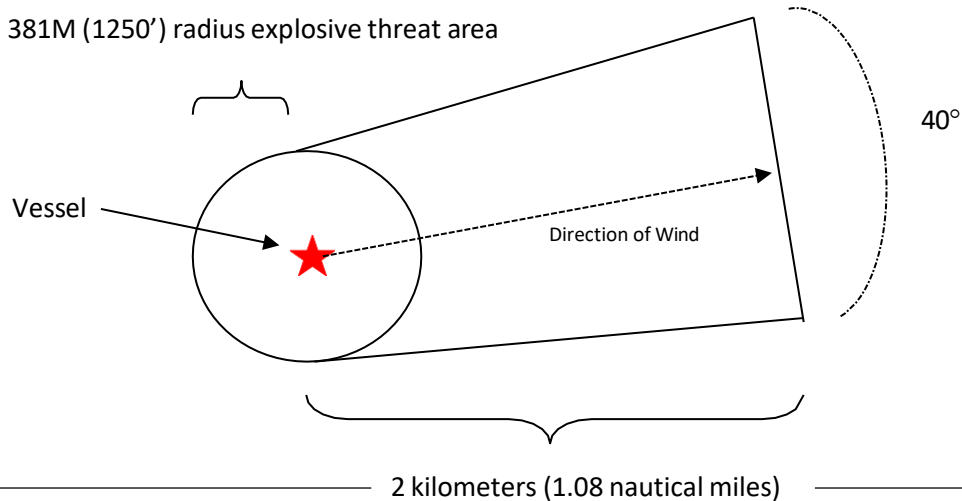 381M (1250’) radius explosive threat area
40°
Vessel
Direction of Wind
2 kilometers (1.08 nautical miles)